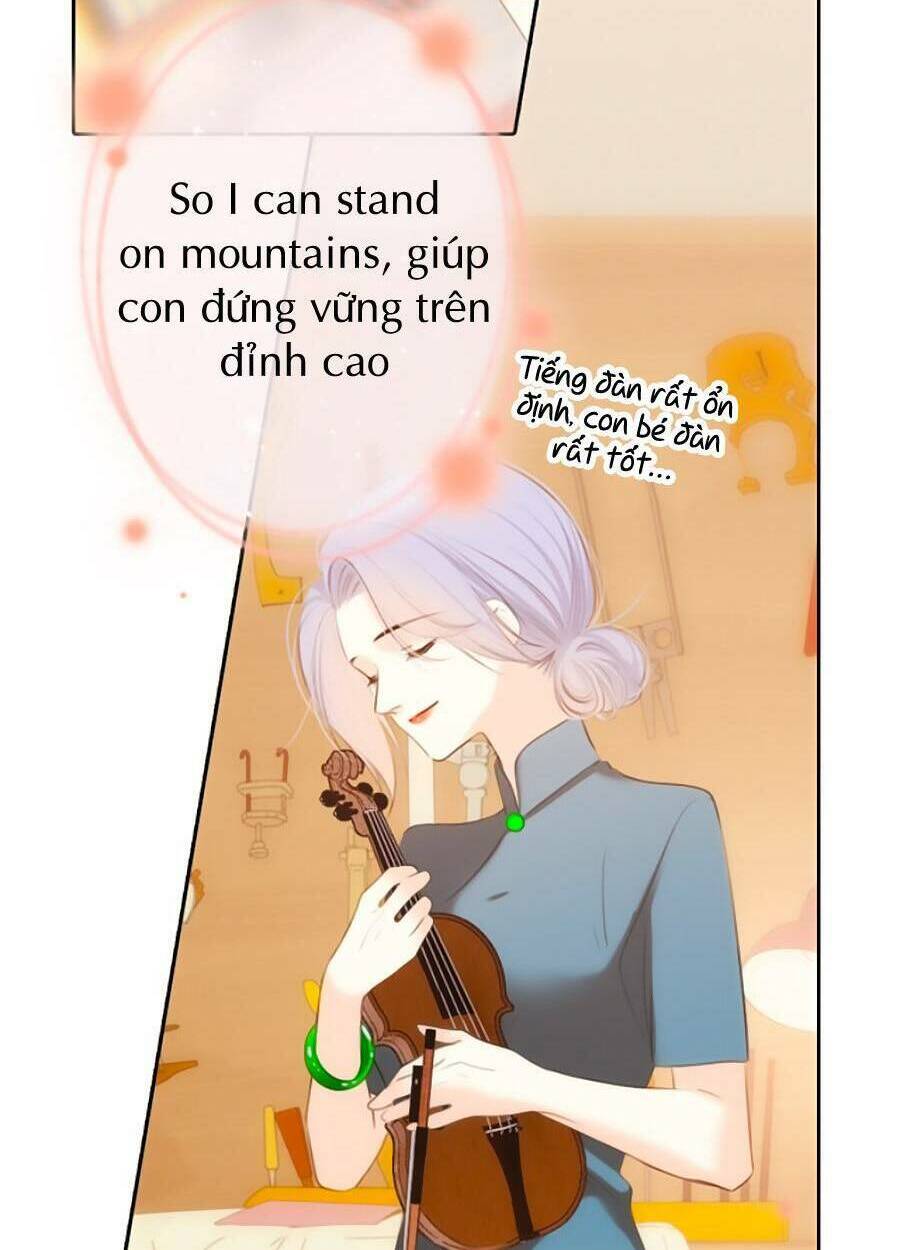 So I can stand
on mountains, giúp
con đứng vững trên
đỉnh cao
Tiếng đàn rất ổn
định, con bé đàn
rất tốt...